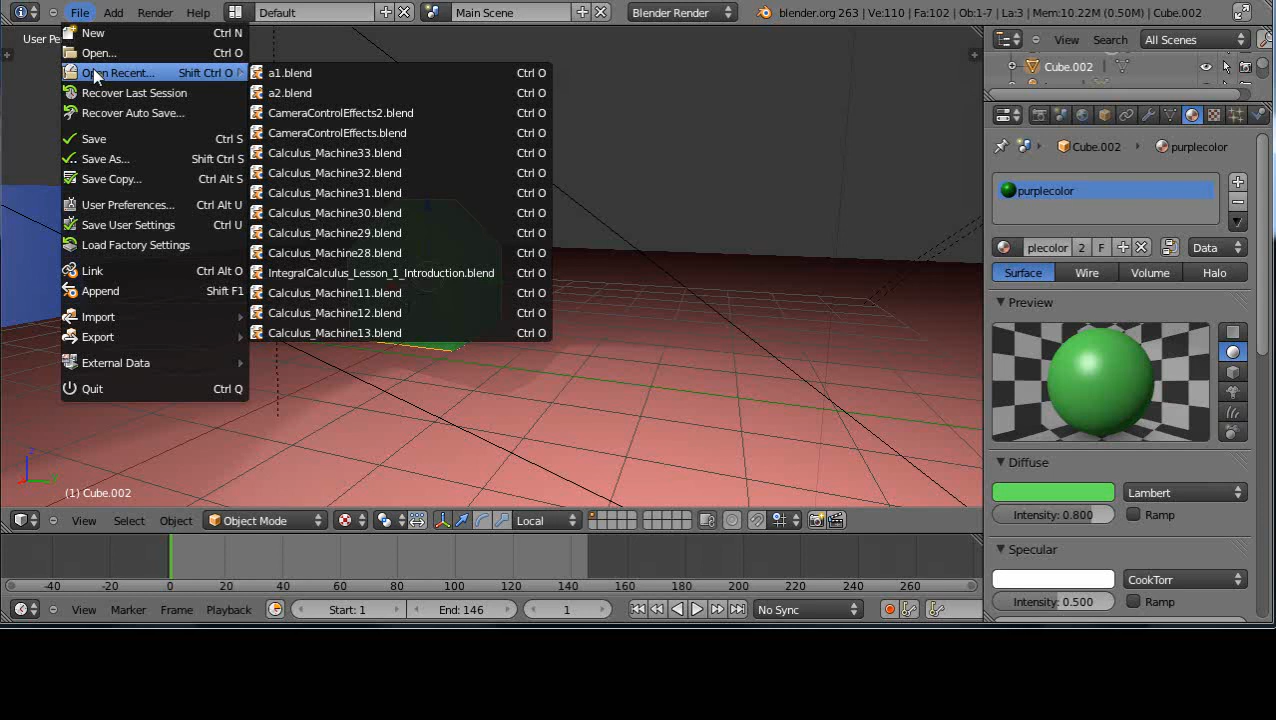 File Add Render Help Default Main Scene Blender Render blender.org 263 | Ve:110 | Fa:102 | Ob:1-7 | La:3 | Mem:10.22M (0.50M) | Cube.002
User Pe
New Ctrl N
Open... Ctrl O
Open Recent... Shift Ctrl O
Recover Last Session
Recover Auto Save...
Save Ctrl S
Save As... Shift Ctrl S
Save Copy... Ctrl Alt S
User Preferences... Ctrl Alt U
Save User Settings Ctrl U
Load Factory Settings
Link Ctrl Alt O
Append Shift F1
Import
Export
External Data
Quit Ctrl Q
a1.blend Ctrl O
a2.blend Ctrl O
CameraControlEffects2.blend Ctrl O
CameraControlEffects.blend Ctrl O
Calculus_Machine33.blend Ctrl O
Calculus_Machine32.blend Ctrl O
Calculus_Machine31.blend Ctrl O
Calculus_Machine30.blend Ctrl O
Calculus_Machine29.blend Ctrl O
Calculus_Machine28.blend Ctrl O
IntegralCalculus_Lesson_1_Introduction.blend Ctrl O
Calculus_Machine11.blend Ctrl O
Calculus_Machine12.blend Ctrl O
Calculus_Machine13.blend Ctrl O
(1) Cube.002
View Select Object Object Mode Local
-40 -20 0 20 40 60 80 100 120 140 160 180 200 220 240 260
View Marker Frame Playback Start: 1 End: 146 1 No Sync
View Search All Scenes
Cube.002
Cube.002 purplecolor
purplecolor
plecolor 2 F Data
Surface Wire Volume Halo
Preview
Diffuse
Lambert
Intensity: 0.800 Ramp
Specular
CookTorr
Intensity: 0.500 Ramp